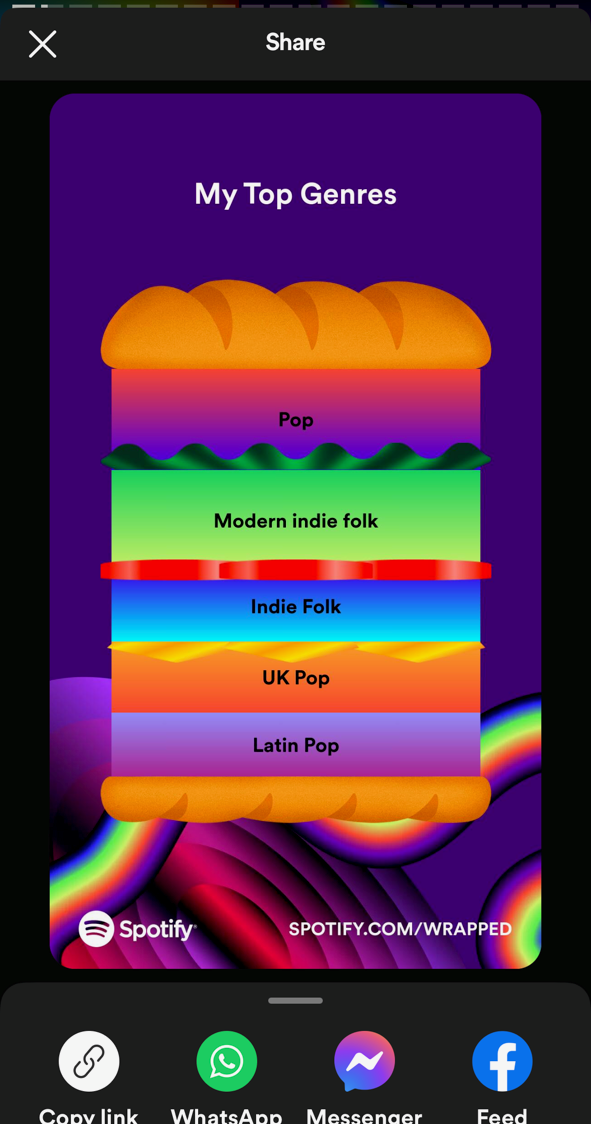 Share
My Top Genres
Pop
Modern indie folk
Indie Folk
UK Pop
Latin Pop
Spotify®
SPOTIFY.COM/WRAPPED
Copy link
WhatsApp
Messenger
Feed